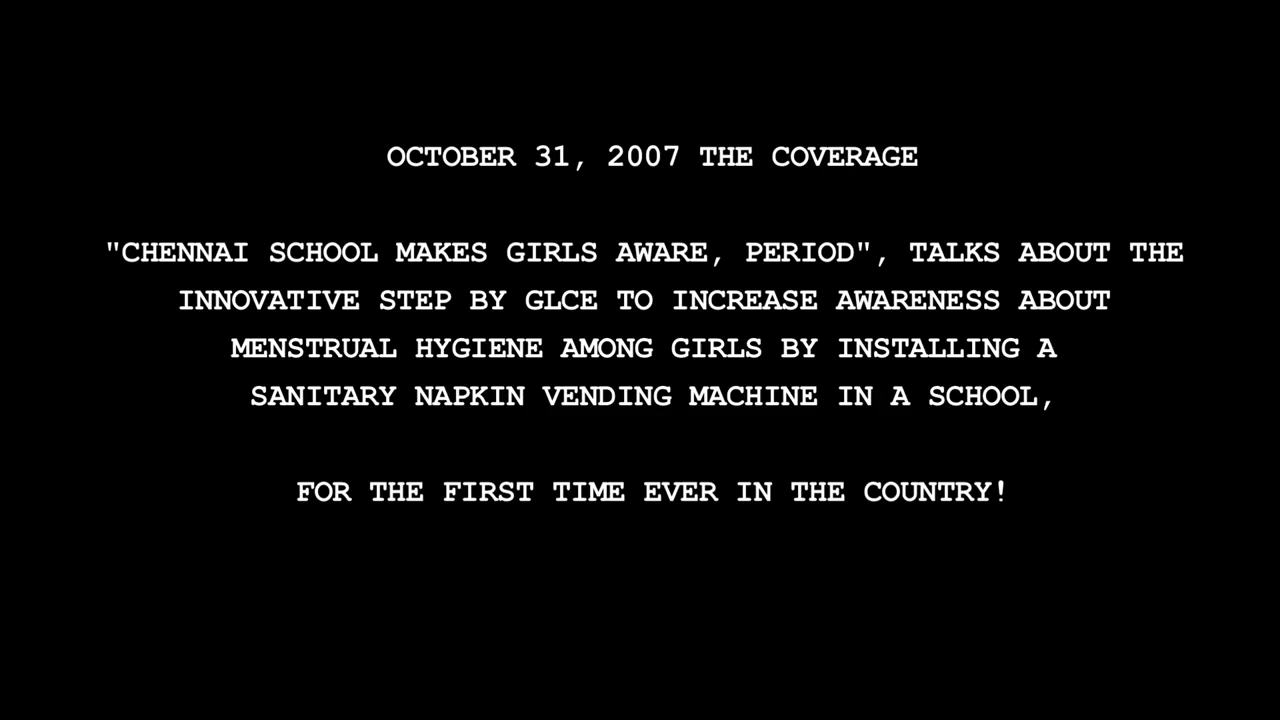 OCTOBER 31, 2007 THE COVERAGE
"CHENNAI SCHOOL MAKES GIRLS AWARE, PERIOD", TALKS ABOUT THE
INNOVATIVE STEP BY GLCE TO INCREASE AWARENESS ABOUT
MENSTRUAL HYGIENE AMONG GIRLS BY INSTALLING A
SANITARY NAPKIN VENDING MACHINE IN A SCHOOL,
FOR THE FIRST TIME EVER IN THE COUNTRY!